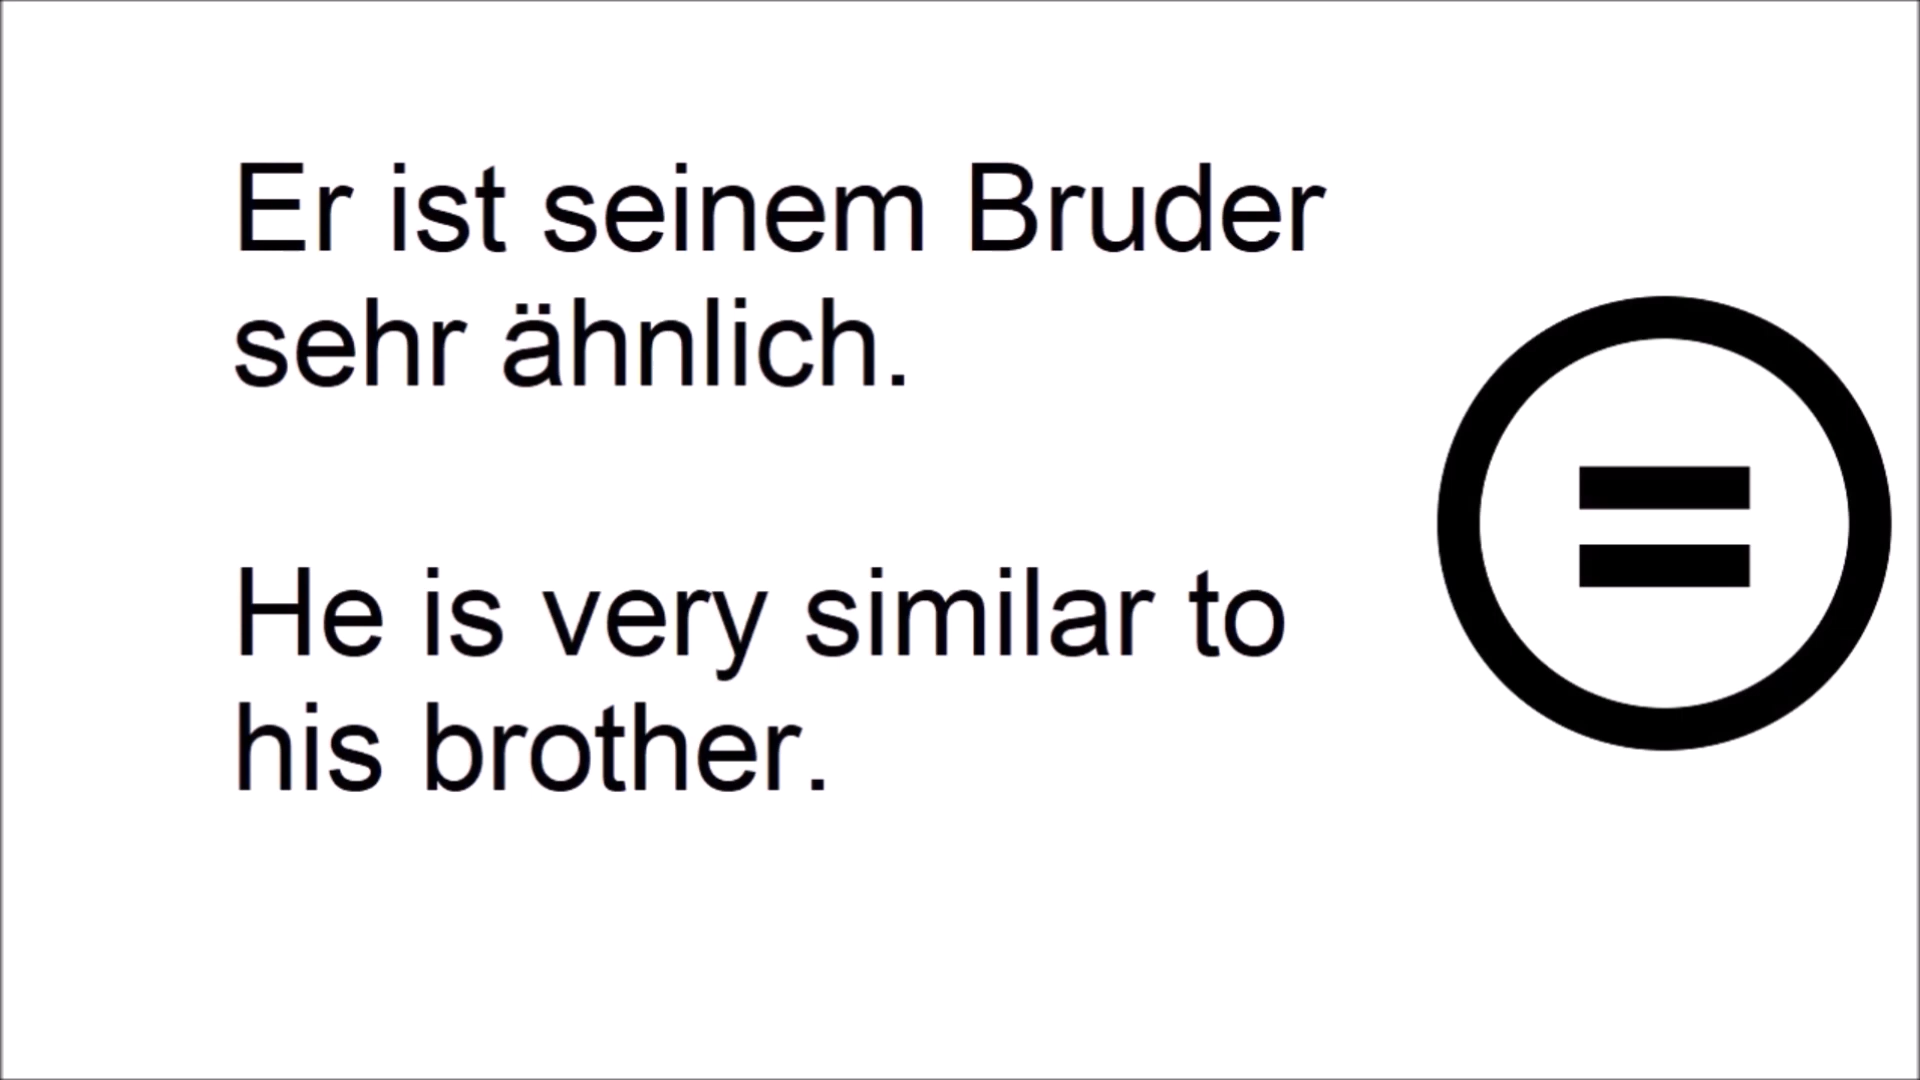 Er ist seinem Bruder
sehr ähnlich.
He is very similar to
his brother.